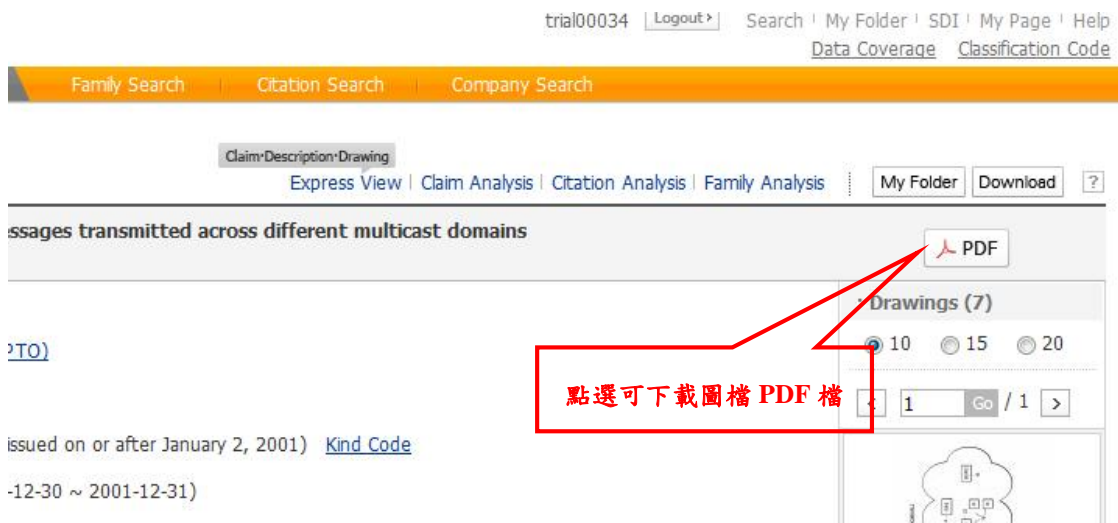 trial00034 Logout Search My Folder SDI My Page Help
Data Coverage Classification Code
Family Search Citation Search Company Search
Claim·Description·Drawing
Express View | Claim Analysis | Citation Analysis | Family Analysis My Folder Download ?
ssages transmitted across different multicast domains
PDF
· Drawings (7)
PTO)
10 15 20
點選可下載圖檔 PDF 檔
< 1 Go / 1 >
issued on or after January 2, 2001) Kind Code
-12-30 ~ 2001-12-31)